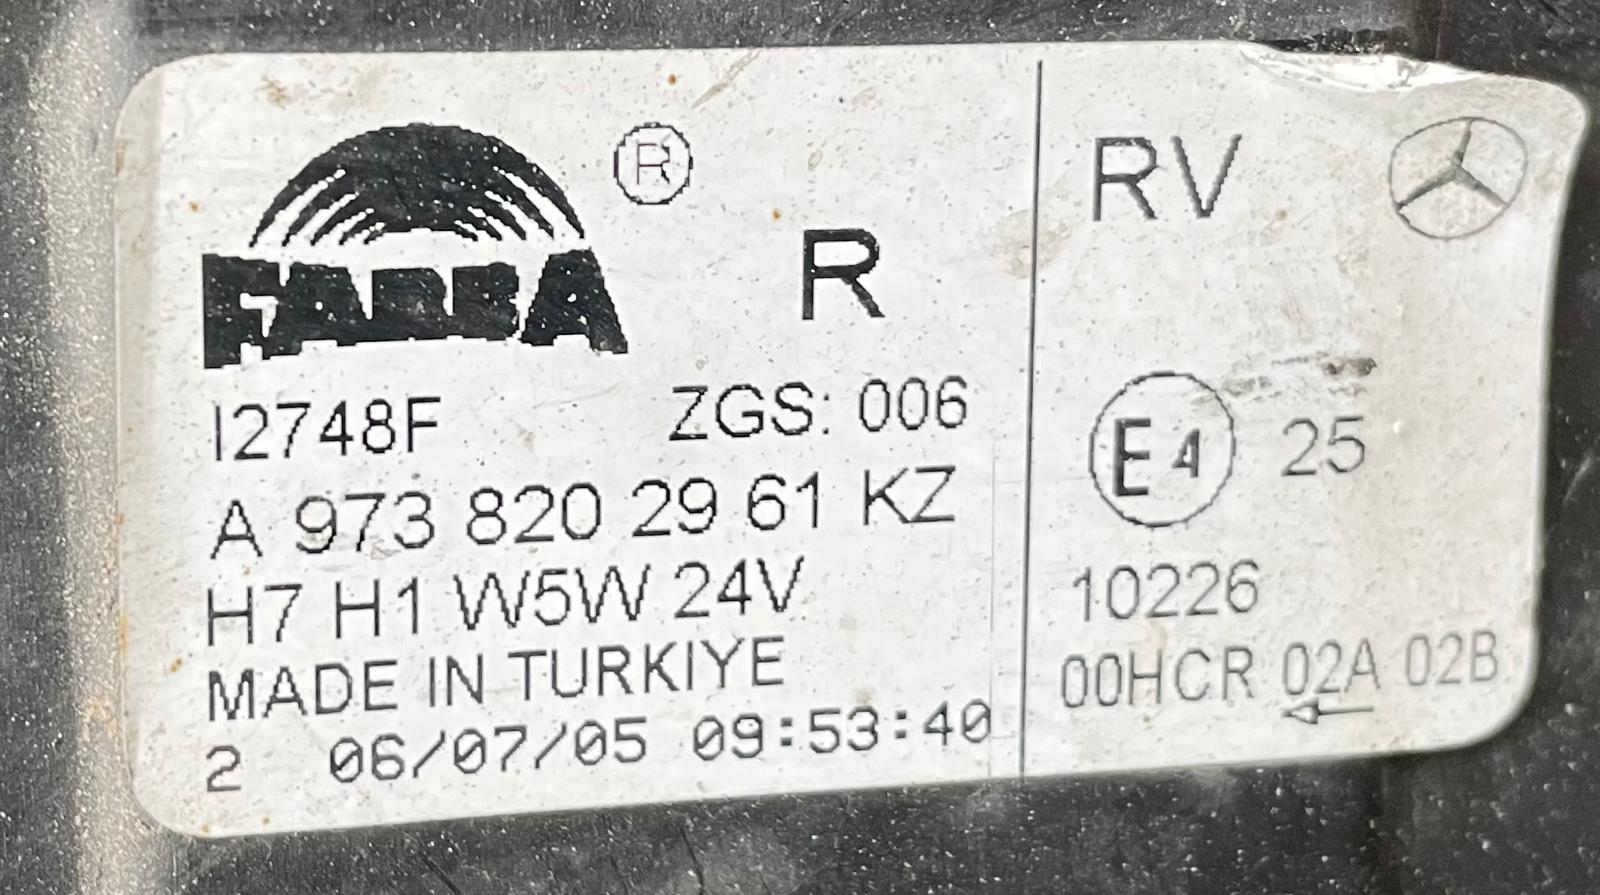 FARBA ®
R
I2748F ZGS: 006
A 973 820 29 61 KZ
H7 H1 W5W 24V
MADE IN TURKIYE
2 06/07/05 09:53:40
RV
E4 25
10226
00HCR 02A 02B